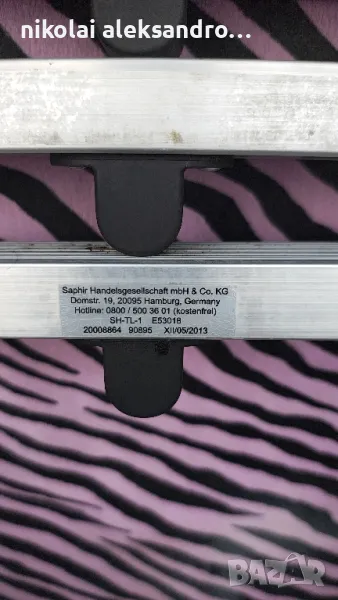 nikolai aleksandro...
Saphir Handelsgesellschaft mbH & Co. KG
Domstr. 19, 20095 Hamburg, Germany
Hotline: 0800 / 500 36 01 (kostenfrei)
SH-TL-1 E53018
20008864 90895 XII/05/2013
bazar